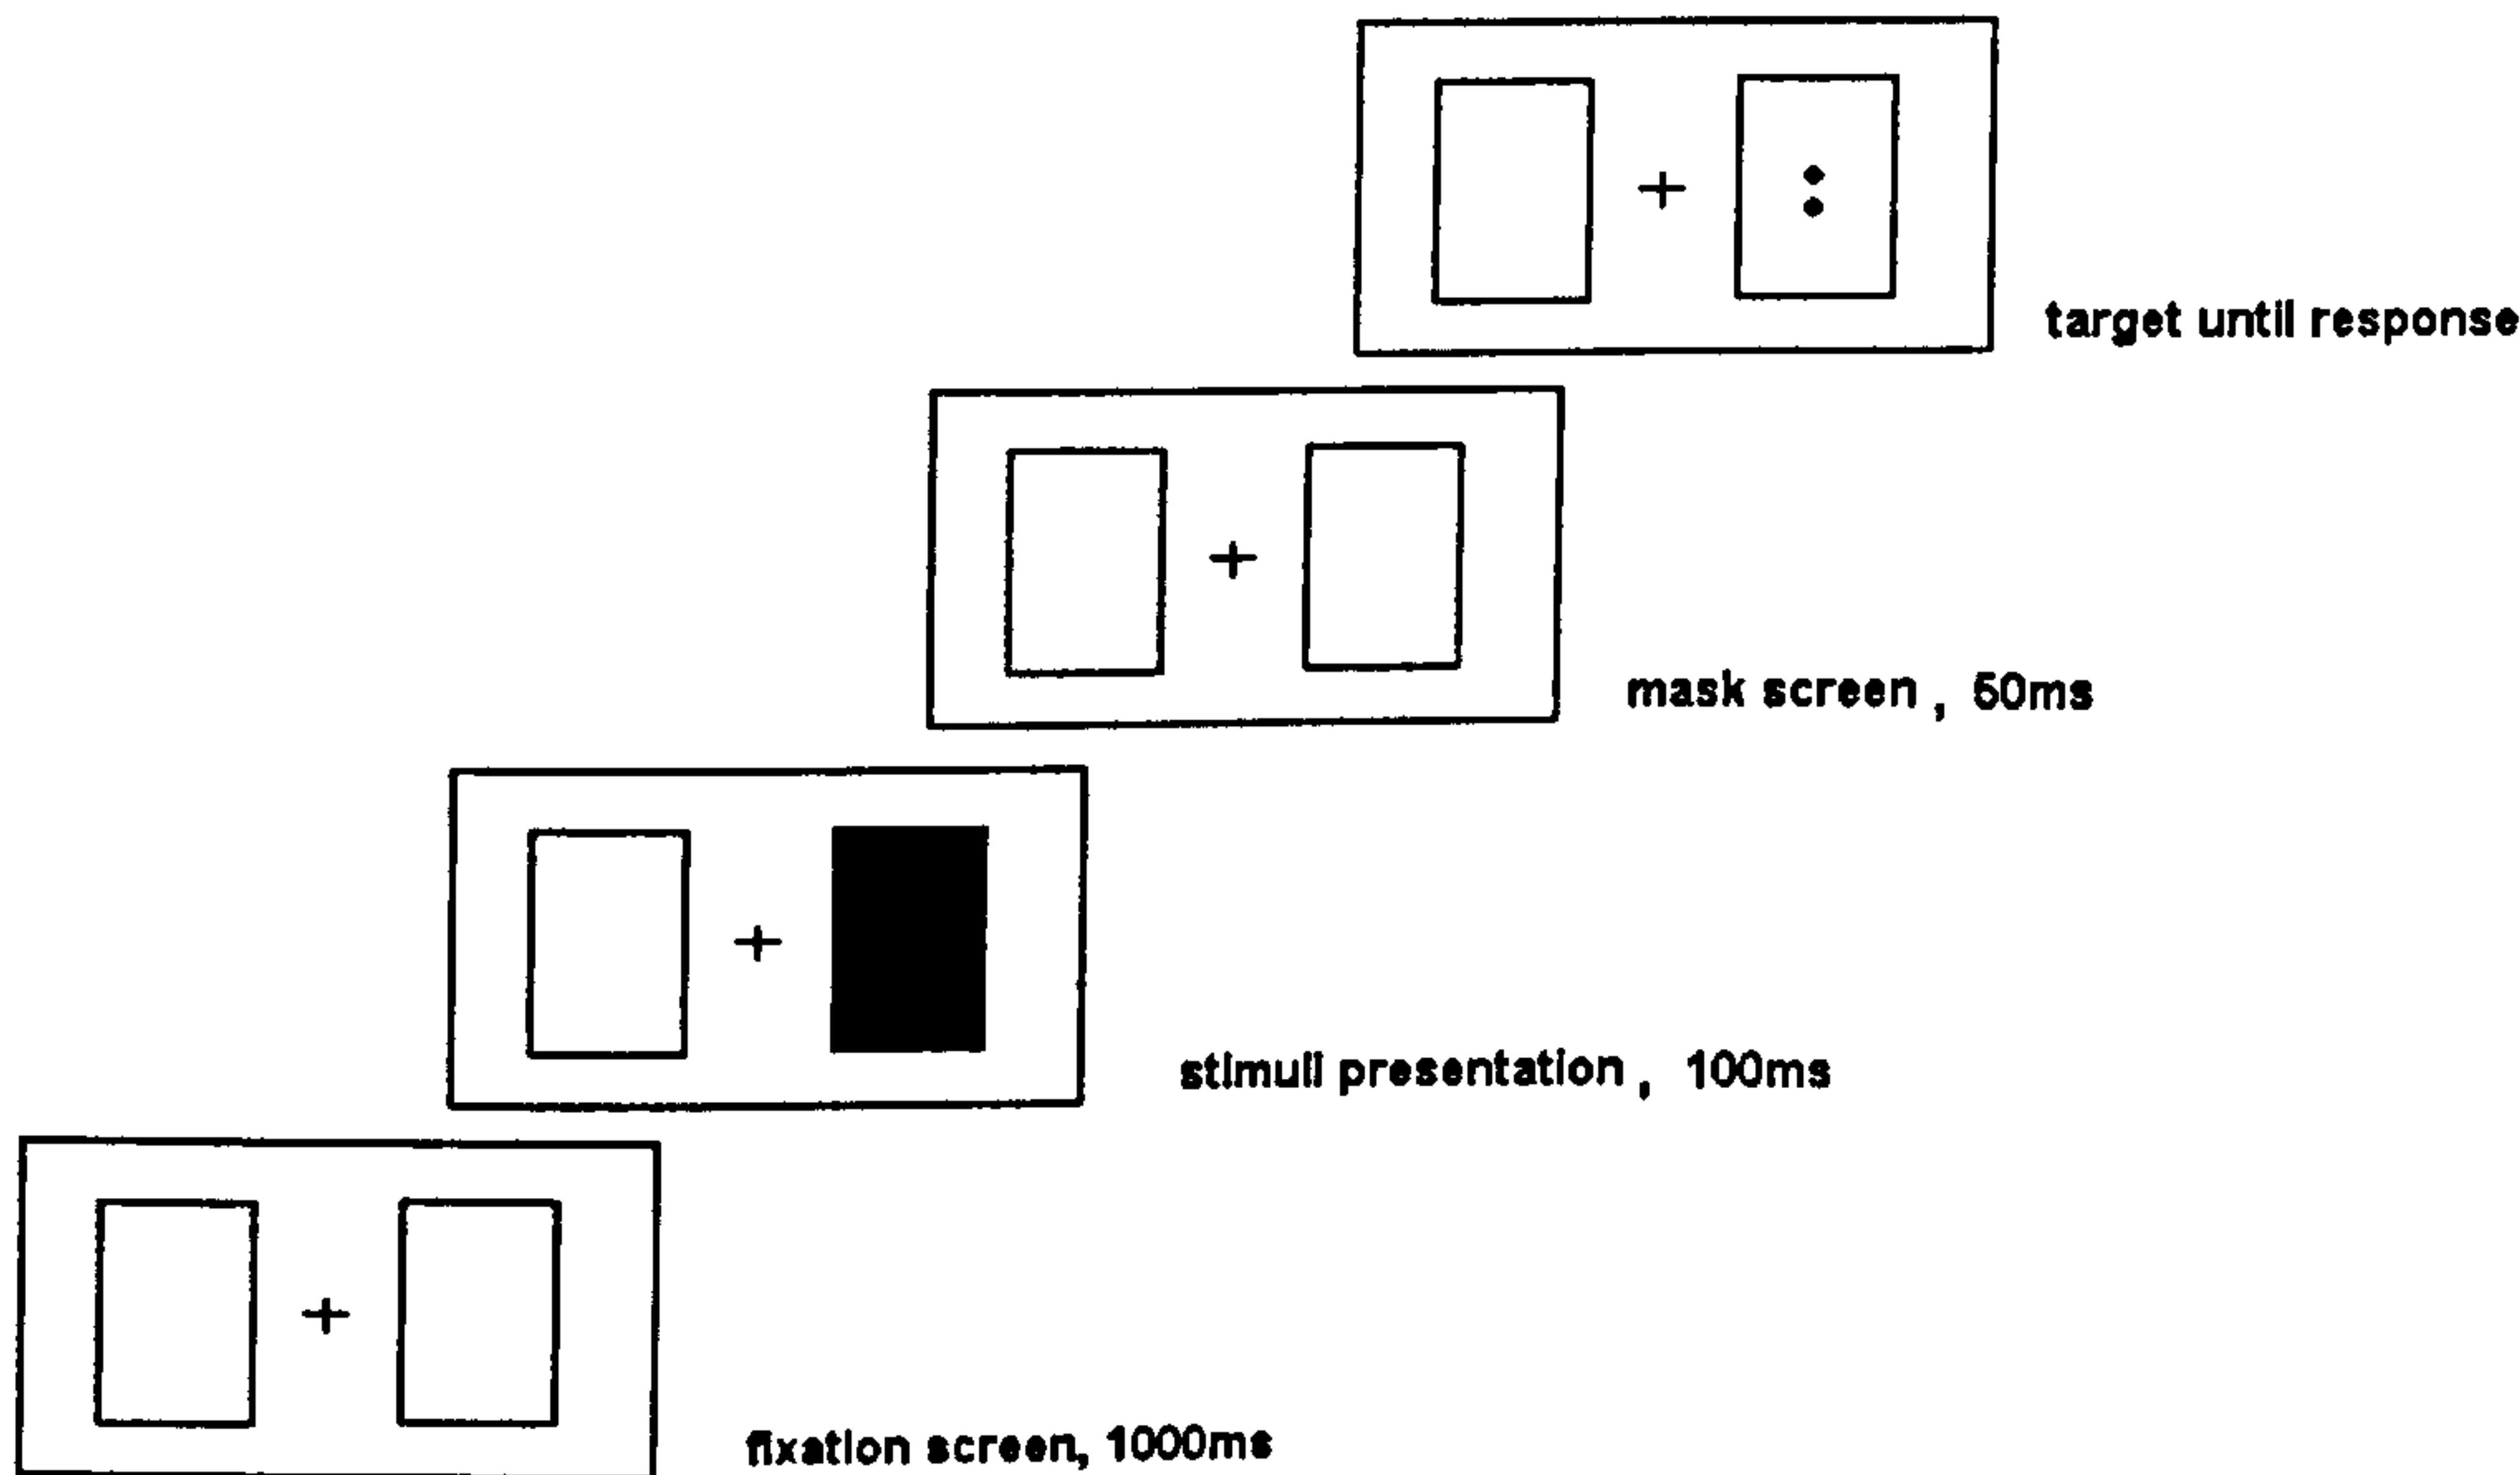 target until response
mask screen , 50ms
stimuli presentation , 100ms
fixation screen, 1000ms